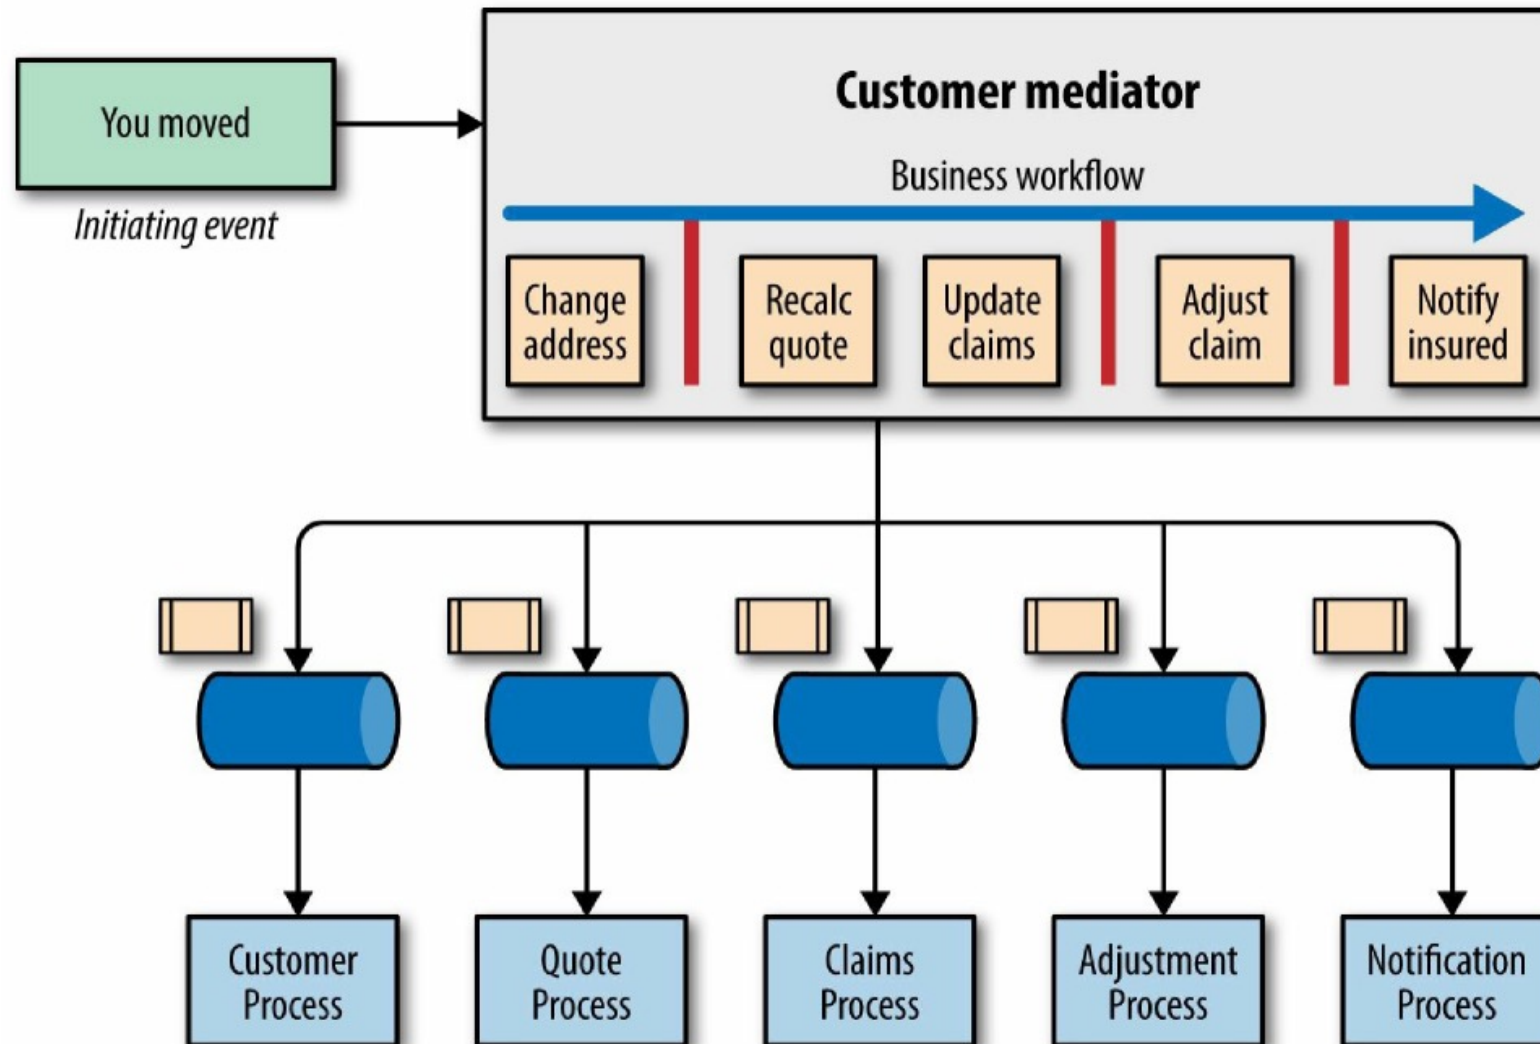 You moved
Initiating event
Customer mediator
Business workflow
Change
address
Recalc
quote
Update
claims
Adjust
claim
Notify
insured
Customer
Process
Quote
Process
Claims
Process
Adjustment
Process
Notification
Process